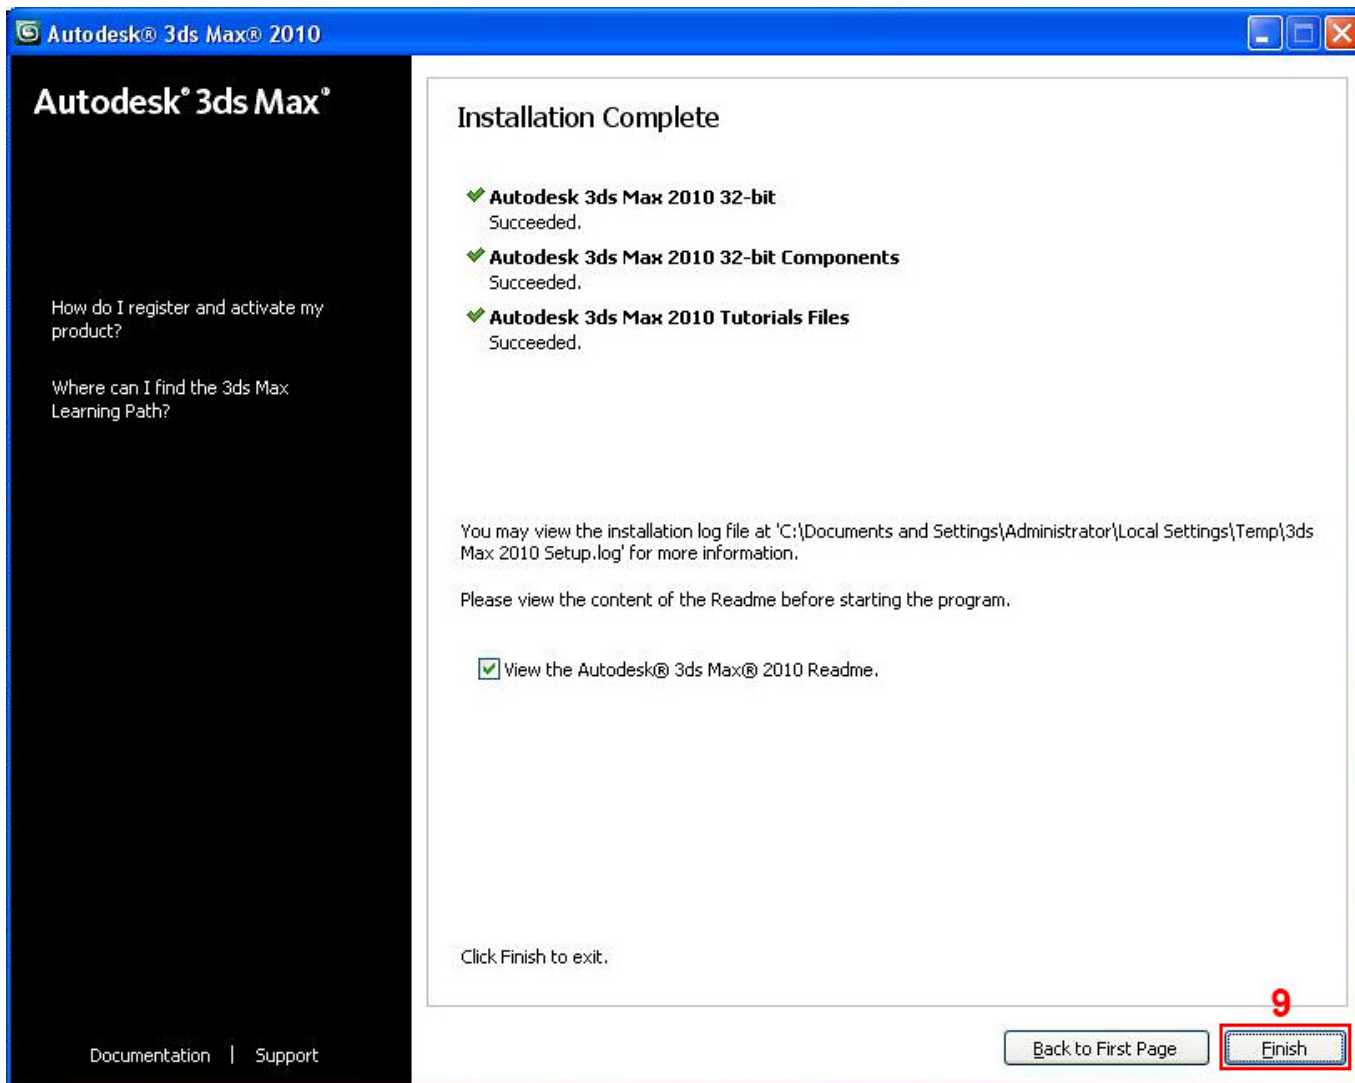 Autodesk® 3ds Max® 2010
Autodesk® 3ds Max®
How do I register and activate my
product?
Where can I find the 3ds Max
Learning Path?
Documentation | Support
Installation Complete
Autodesk 3ds Max 2010 32-bit
Succeeded.
Autodesk 3ds Max 2010 32-bit Components
Succeeded.
Autodesk 3ds Max 2010 Tutorials Files
Succeeded.
You may view the installation log file at 'C:\Documents and Settings\Administrator\Local Settings\Temp\3ds
Max 2010 Setup.log' for more information.
Please view the content of the Readme before starting the program.
View the Autodesk® 3ds Max® 2010 Readme.
Click Finish to exit.
9
Back to First Page
Finish